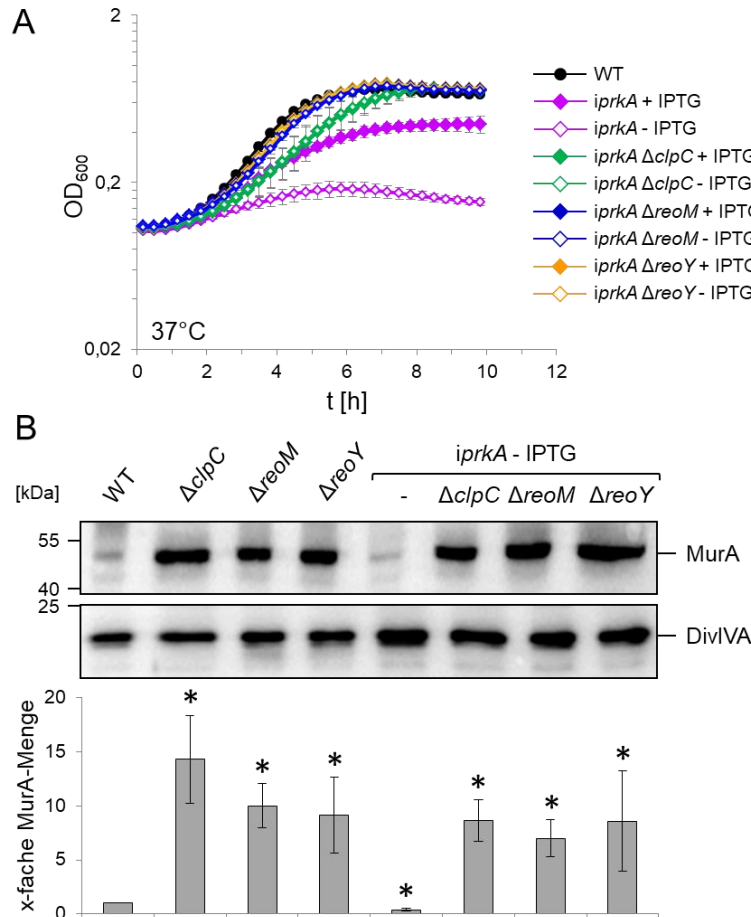 A
2
0,2
0,02
OD600
37°C
0
2
4
6
8
10
12
t [h]
WT
iprkA + IPTG
iprkA - IPTG
iprkA ΔclpC + IPTG
iprkA ΔclpC - IPTG
iprkA ΔreoM + IPTG
iprkA ΔreoM - IPTG
iprkA ΔreoY + IPTG
iprkA ΔreoY - IPTG
B
iprkA - IPTG
[kDa]
WT
ΔclpC
ΔreoM
ΔreoY
-
ΔclpC
ΔreoM
ΔreoY
55
40
MurA
25
DivIVA
x-fache MurA-Menge
20
15
10
5
0
*
*
*
*
*
*
*